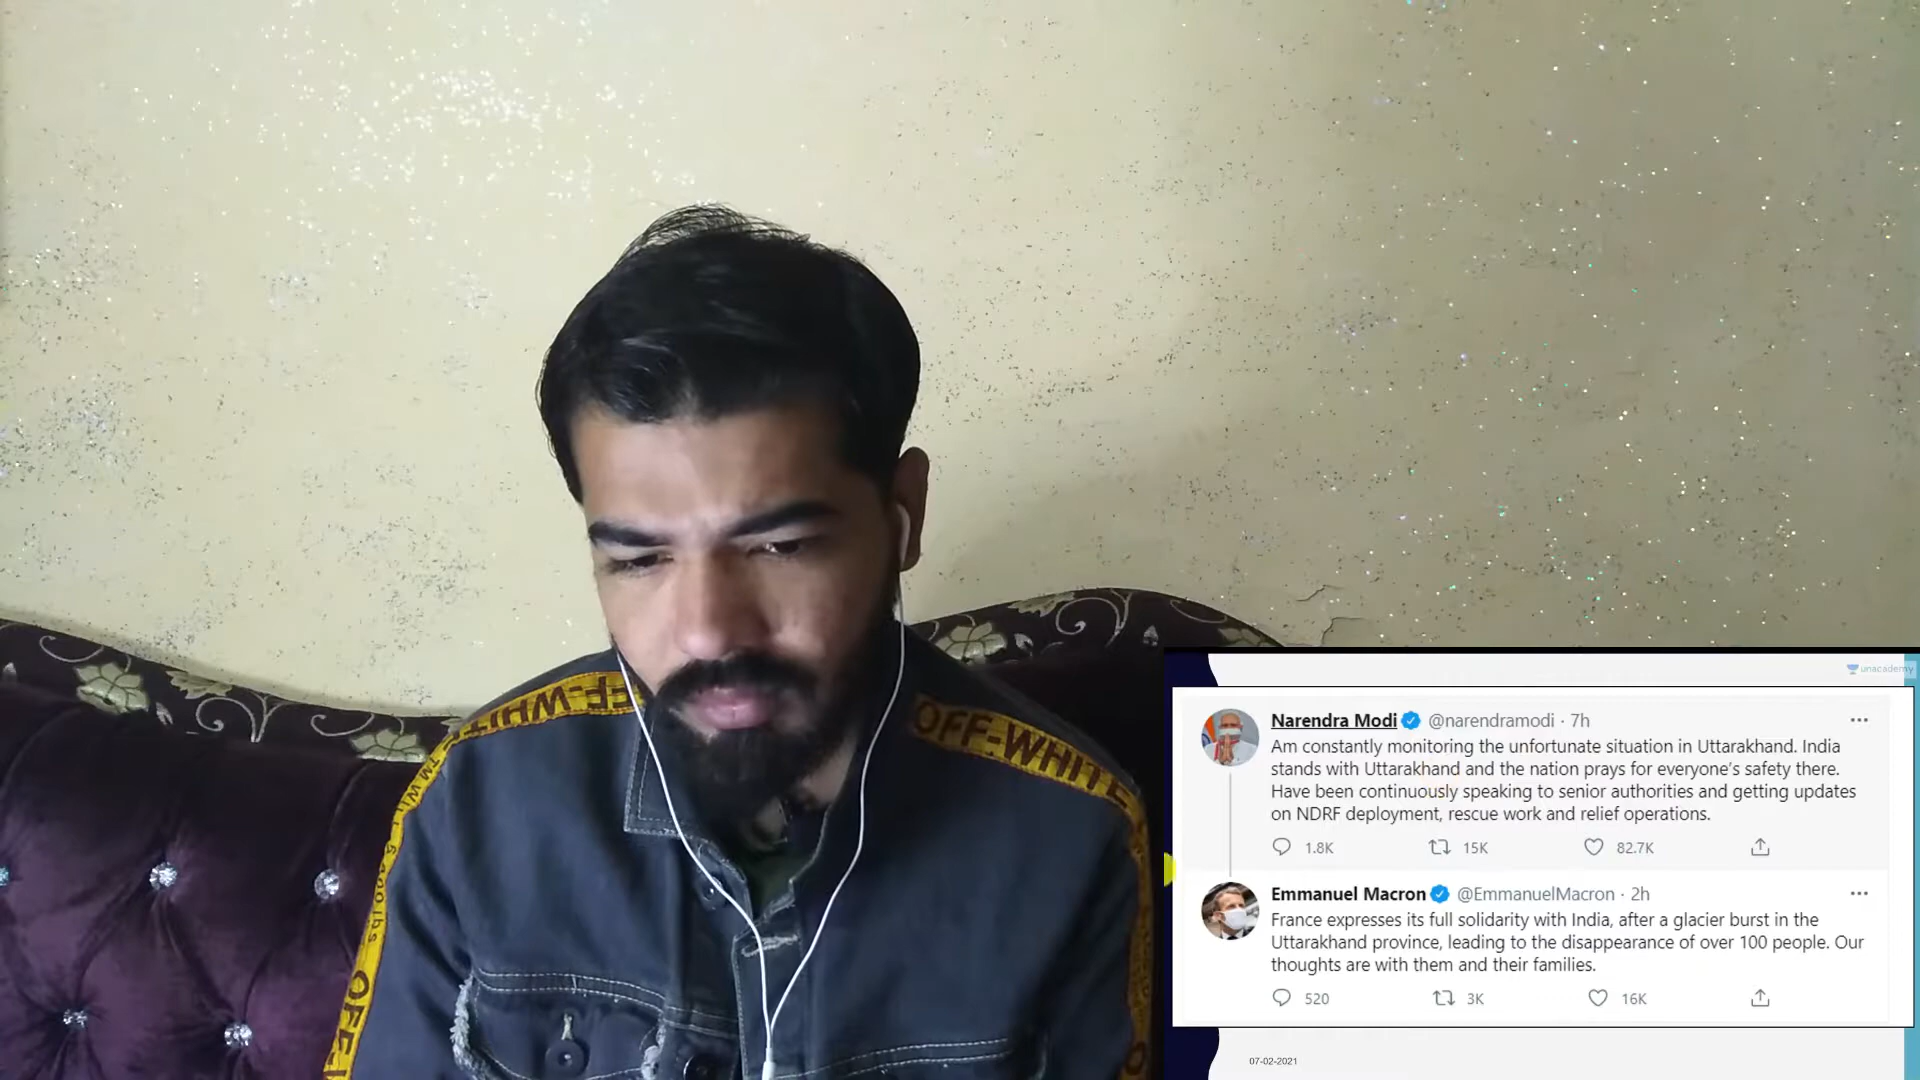 unacademy
Narendra Modi @narendramodi · 7h
Am constantly monitoring the unfortunate situation in Uttarakhand. India
stands with Uttarakhand and the nation prays for everyone's safety there.
Have been continuously speaking to senior authorities and getting updates
on NDRF deployment, rescue work and relief operations.
1.8K 15K 82.7K
Emmanuel Macron @EmmanuelMacron · 2h
France expresses its full solidarity with India, after a glacier burst in the
Uttarakhand province, leading to the disappearance of over 100 people. Our
thoughts are with them and their families.
520 3K 16K
07-02-2021
OFF-WHITE
OFF-WHITE
OFF-